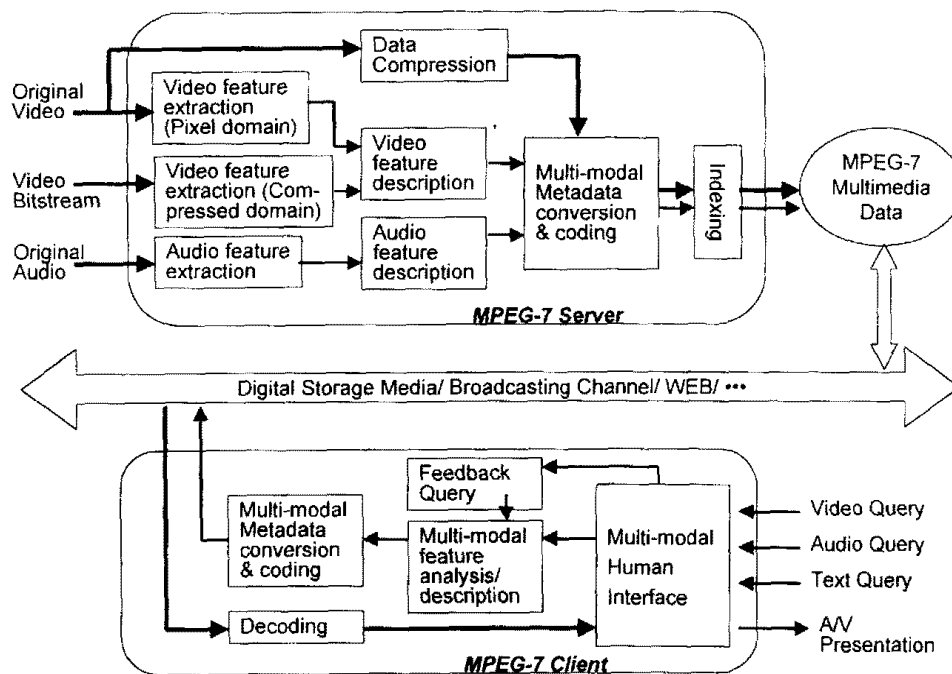 Data
Compression
Original
Video
Video feature
extraction
(Pixel domain)
Video
feature
description
Video
Bitstream
Video feature
extraction (Com-
pressed domain)
Multi-modal
Metadata
conversion
& coding
Indexing
MPEG-7
Multimedia
Data
Original
Audio
Audio feature
extraction
Audio
feature
description
MPEG-7 Server
Digital Storage Media/ Broadcasting Channel/ WEB/ •••
Feedback
Query
Multi-modal
Metadata
conversion
& coding
Multi-modal
feature
analysis/
description
Multi-modal
Human
Interface
Video Query
Audio Query
Text Query
A/V
Presentation
Decoding
MPEG-7 Client